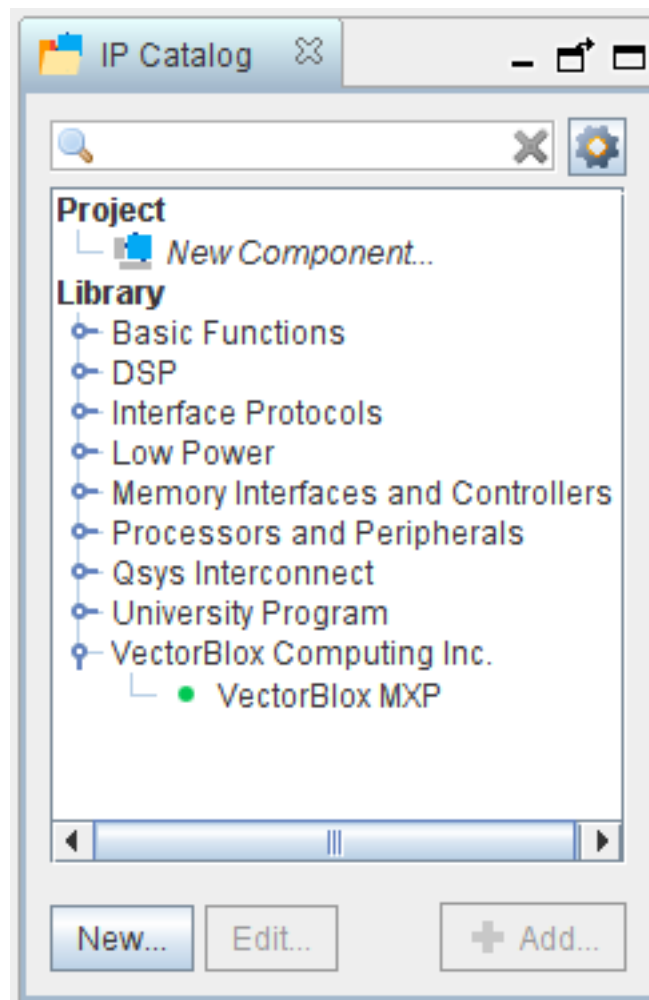 IP Catalog
Project
New Component...
Library
Basic Functions
DSP
Interface Protocols
Low Power
Memory Interfaces and Controllers
Processors and Peripherals
Qsys Interconnect
University Program
VectorBlox Computing Inc.
VectorBlox MXP
New... Edit... Add...